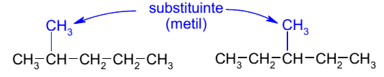 substituinte
(metil)
CH₃
CH₃
CH₃-CH-CH₂-CH₂-CH₃
CH₃-CH₂-CH-CH₂-CH₃